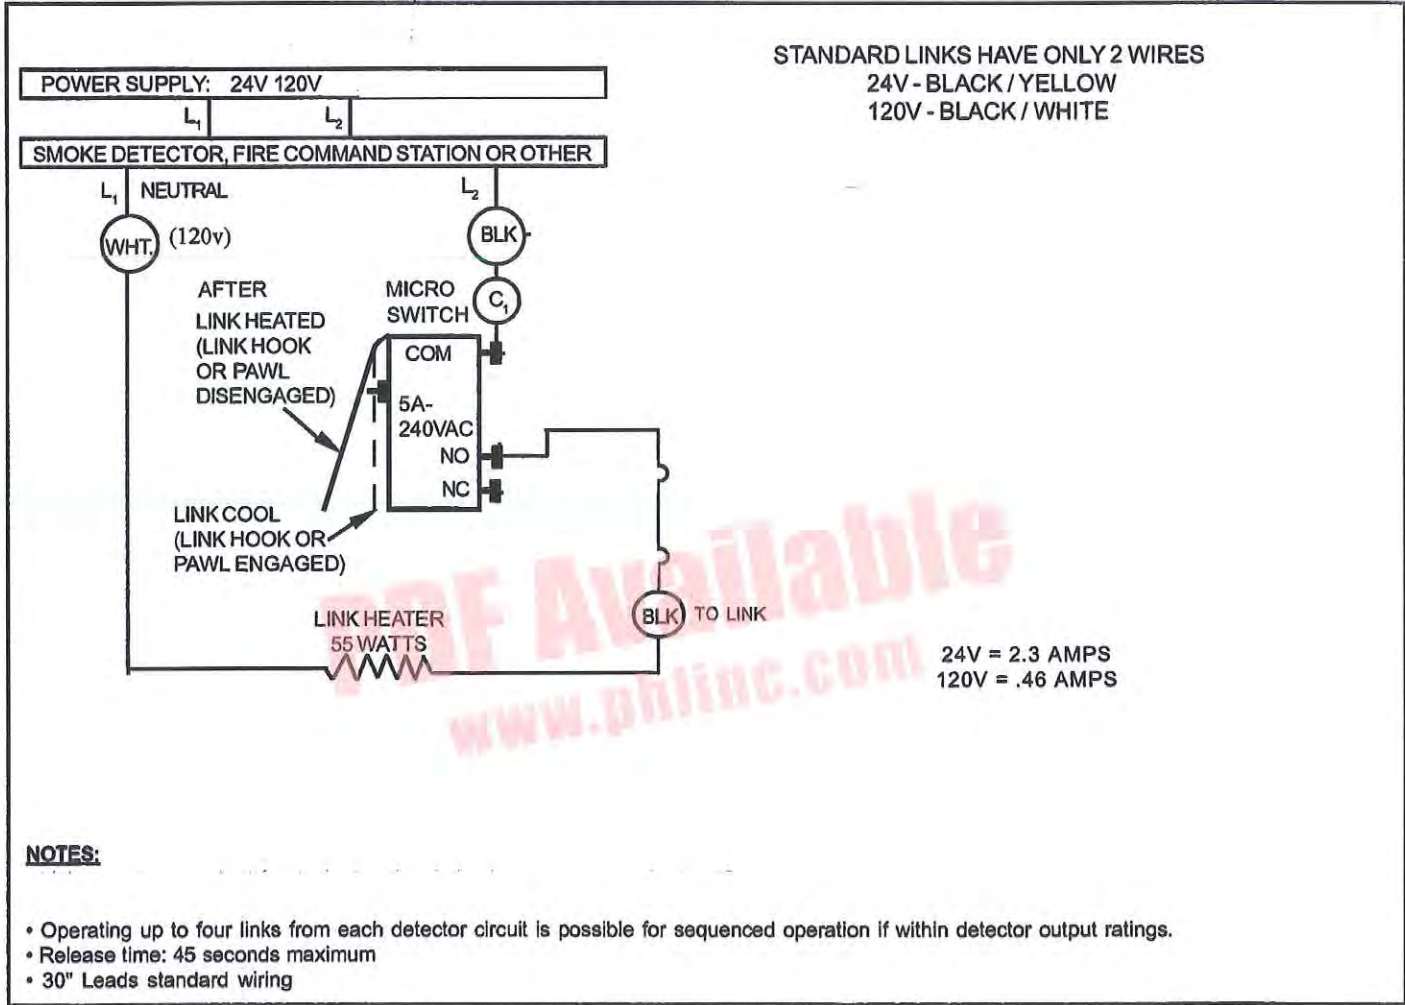 STANDARD LINKS HAVE ONLY 2 WIRES
24V - BLACK / YELLOW
120V - BLACK / WHITE
POWER SUPPLY: 24V 120V
L1
L2
SMOKE DETECTOR, FIRE COMMAND STATION OR OTHER
L1 NEUTRAL
L2
WHT.
(120v)
BLK
C1
AFTER
LINK HEATED
(LINK HOOK
OR PAWL
DISENGAGED)
MICRO
SWITCH
COM
5A-
240VAC
NO
NC
LINK COOL
(LINK HOOK OR
PAWL ENGAGED)
LINK HEATER
55 WATTS
BLK
TO LINK
24V = 2.3 AMPS
120V = .46 AMPS
PDF Available
www.phlinc.com
NOTES:
• Operating up to four links from each detector circuit is possible for sequenced operation if within detector output ratings.
• Release time: 45 seconds maximum
• 30" Leads standard wiring